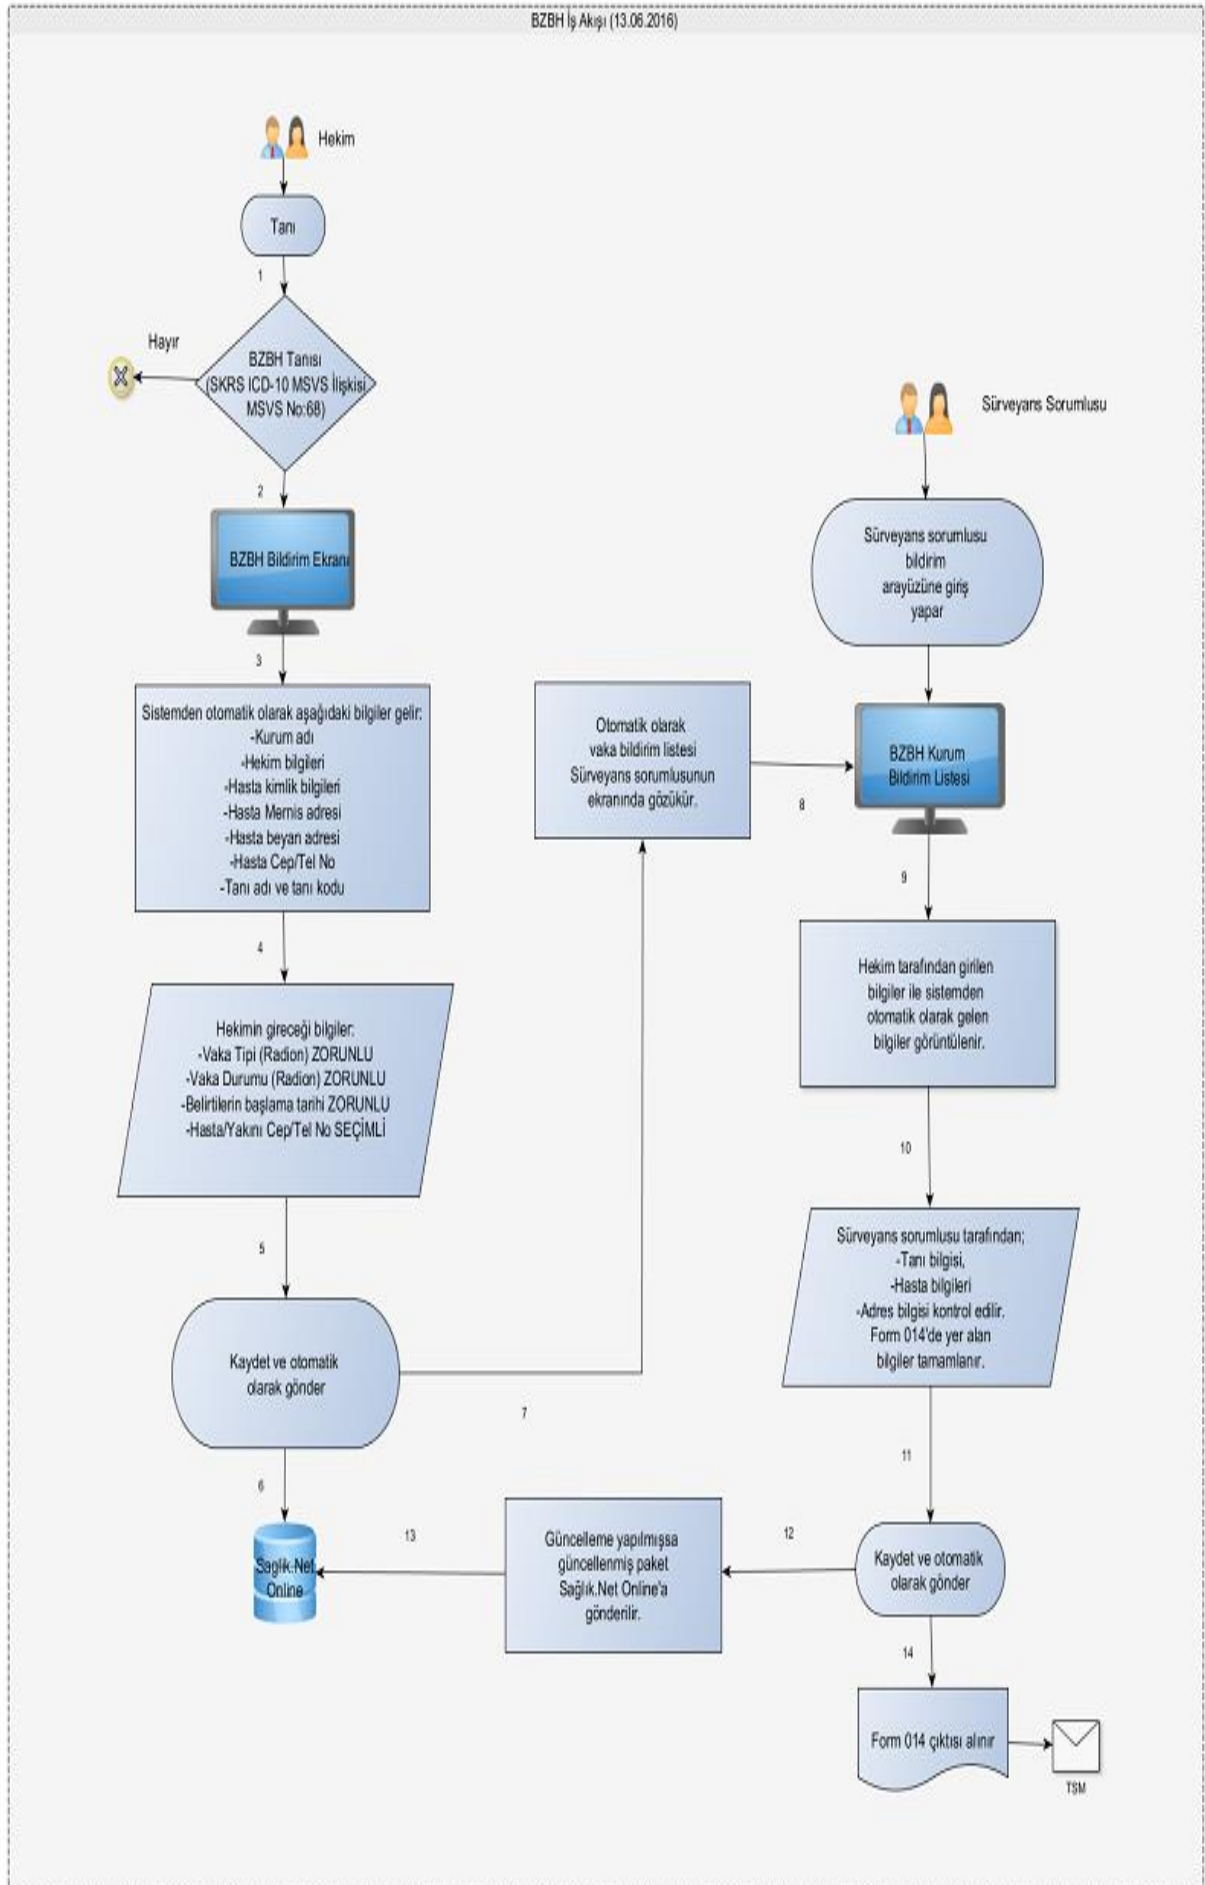 BZBH İş Akışı (13.06.2016)
Hekim
Tanı
1
Hayır
BZBH Tanısı
(SKRS ICD-10 MSVS İlişkisi
MSVS No:68)
2
BZBH Bildirim Ekranı
3
Sistemden otomatik olarak aşağıdaki bilgiler gelir:
-Kurum adı
-Hekim bilgileri
-Hasta kimlik bilgileri
-Hasta Mernis adresi
-Hasta beyan adresi
-Hasta Cep/Tel No
-Tanı adı ve tanı kodu
4
Hekimin gireceği bilgiler:
-Vaka Tipi (Radion) ZORUNLU
-Vaka Durumu (Radion) ZORUNLU
-Belirtilerin başlama tarihi ZORUNLU
-Hasta/Yakını Cep/Tel No SEÇİMLİ
5
Kaydet ve otomatik
olarak gönder
6
Saglik.Net
Online
7
Otomatik olarak
vaka bildirim listesi
Sürveyans sorumlusunun
ekranında gözükür.
8
Sürveyans Sorumlusu
Sürveyans sorumlusu
bildirim
arayüzüne giriş
yapar
BZBH Kurum
Bildirim Listesi
9
Hekim tarafından girilen
bilgiler ile sistemden
otomatik olarak gelen
bilgiler görüntülenir.
10
Sürveyans sorumlusu tarafından;
-Tanı bilgisi,
-Hasta bilgileri
-Adres bilgisi kontrol edilir.
Form 014'de yer alan
bilgiler tamamlanır.
11
Kaydet ve otomatik
olarak gönder
12
Güncelleme yapılmışsa
güncellenmiş paket
Sağlık.Net Online'a
gönderilir.
13
14
Form 014 çıktısı alınır
TSM